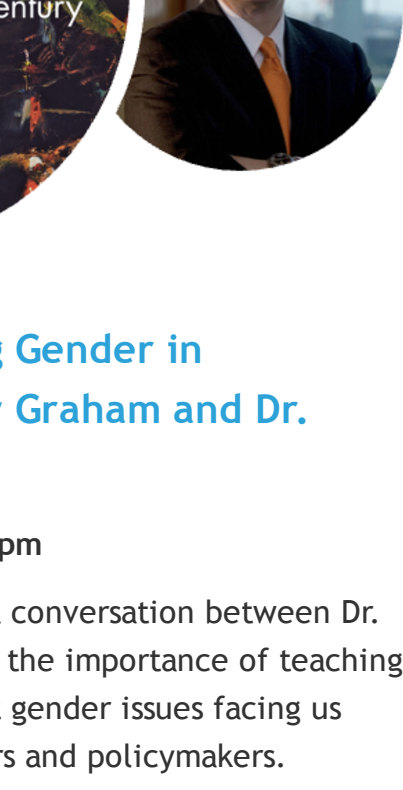 entury
g Gender in
y Graham and Dr.
pm
conversation between Dr.
the importance of teaching
gender issues facing us
rs and policymakers.